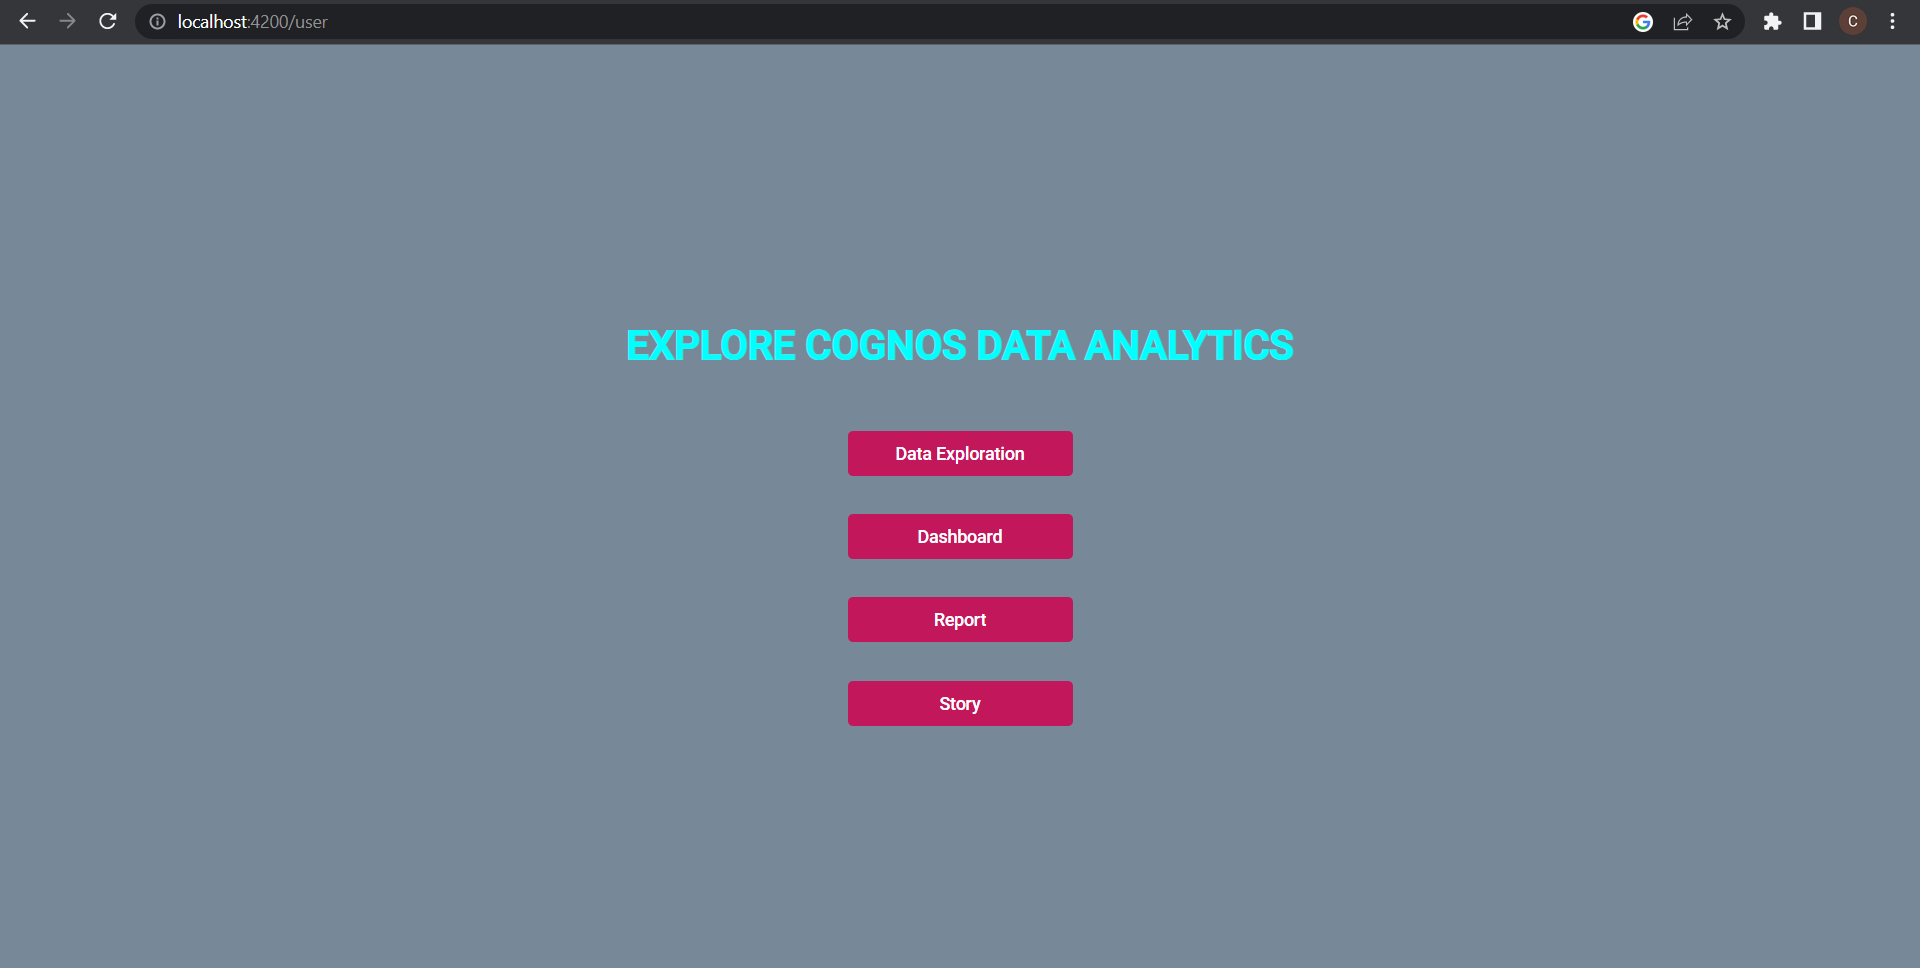 localhost:4200/user
C
EXPLORE COGNOS DATA ANALYTICS
Data Exploration
Dashboard
Report
Story